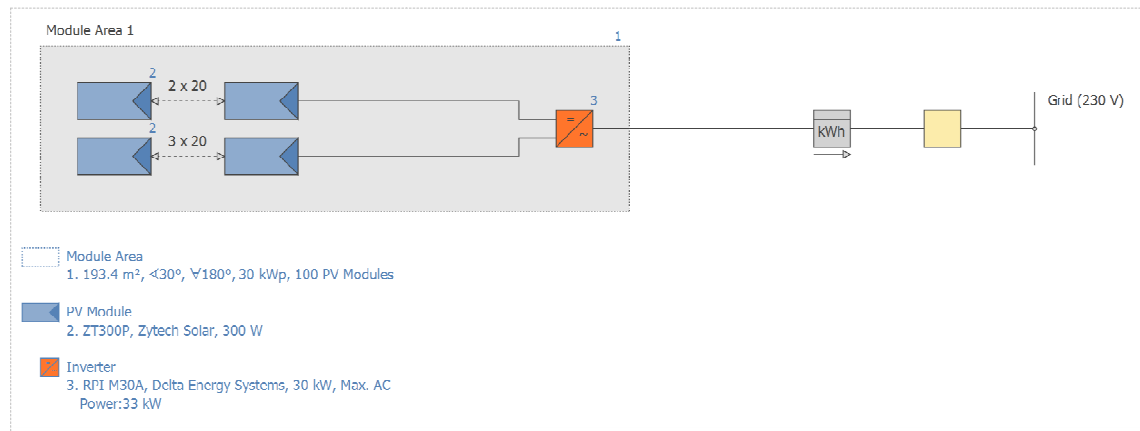 Module Area 1
1
2
2 x 20
3
Grid (230 V)
=
~
kWh
2
3 x 20
Module Area
1. 193.4 m², ∢30°, ∀180°, 30 kWp, 100 PV Modules
PV Module
2. ZT300P, Zytech Solar, 300 W
Inverter
3. RPI M30A, Delta Energy Systems, 30 kW, Max. AC
Power:33 kW